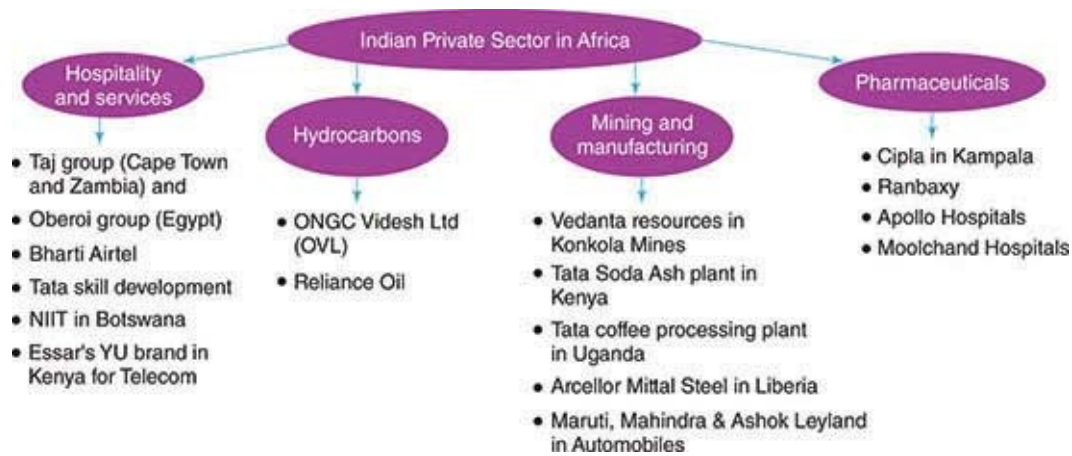 Indian Private Sector in Africa
Hospitality
and services
• Taj group (Cape Town
and Zambia) and
• Oberoi group (Egypt)
• Bharti Airtel
• Tata skill development
• NIIT in Botswana
• Essar's YU brand in
Kenya for Telecom
Hydrocarbons
• ONGC Videsh Ltd
(OVL)
• Reliance Oil
Mining and
manufacturing
• Vedanta resources in
Konkola Mines
• Tata Soda Ash plant in
Kenya
• Tata coffee processing plant
in Uganda
• Arcellor Mittal Steel in Liberia
• Maruti, Mahindra & Ashok Leyland
in Automobiles
Pharmaceuticals
• Cipla in Kampala
• Ranbaxy
• Apollo Hospitals
• Moolchand Hospitals